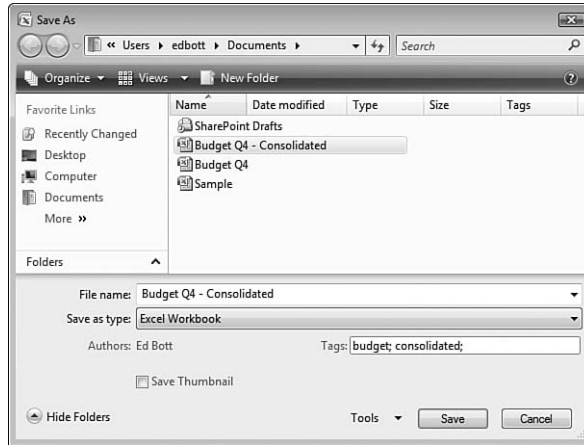 Save As
« Users ▸ edbott ▸ Documents ▸ Search
Organize ▾ Views ▾ New Folder
Favorite Links
Recently Changed
Desktop
Computer
Documents
More »
Folders
Name Date modified Type Size Tags
SharePoint Drafts
Budget Q4 - Consolidated
Budget Q4
Sample
File name: Budget Q4 - Consolidated
Save as type: Excel Workbook
Authors: Ed Bott Tags: budget; consolidated;
Save Thumbnail
Hide Folders Tools ▾ Save Cancel